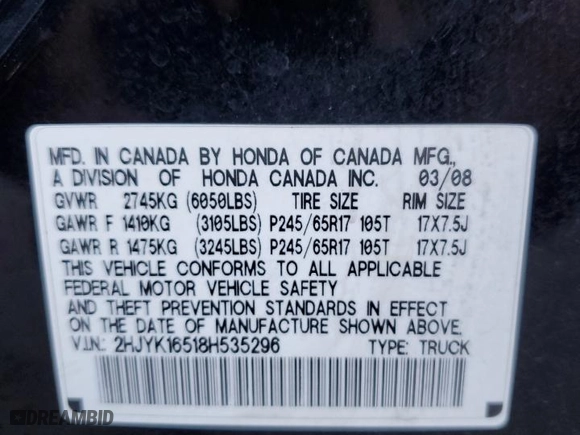 MFD. IN CANADA BY HONDA OF CANADA MFG.,
A DIVISION OF HONDA CANADA INC. 03/08
GVWR 2745KG (6050LBS) TIRE SIZE RIM SIZE
GAWR F 1410KG (3105LBS) P245/65R17 105T 17X7.5J
GAWR R 1475KG (3245LBS) P245/65R17 105T 17X7.5J
THIS VEHICLE CONFORMS TO ALL APPLICABLE
FEDERAL MOTOR VEHICLE SAFETY
AND THEFT PREVENTION STANDARDS IN EFFECT
ON THE DATE OF MANUFACTURE SHOWN ABOVE.
V.I.N.: 2HJYK16518H535296 TYPE: TRUCK
DREAMBID